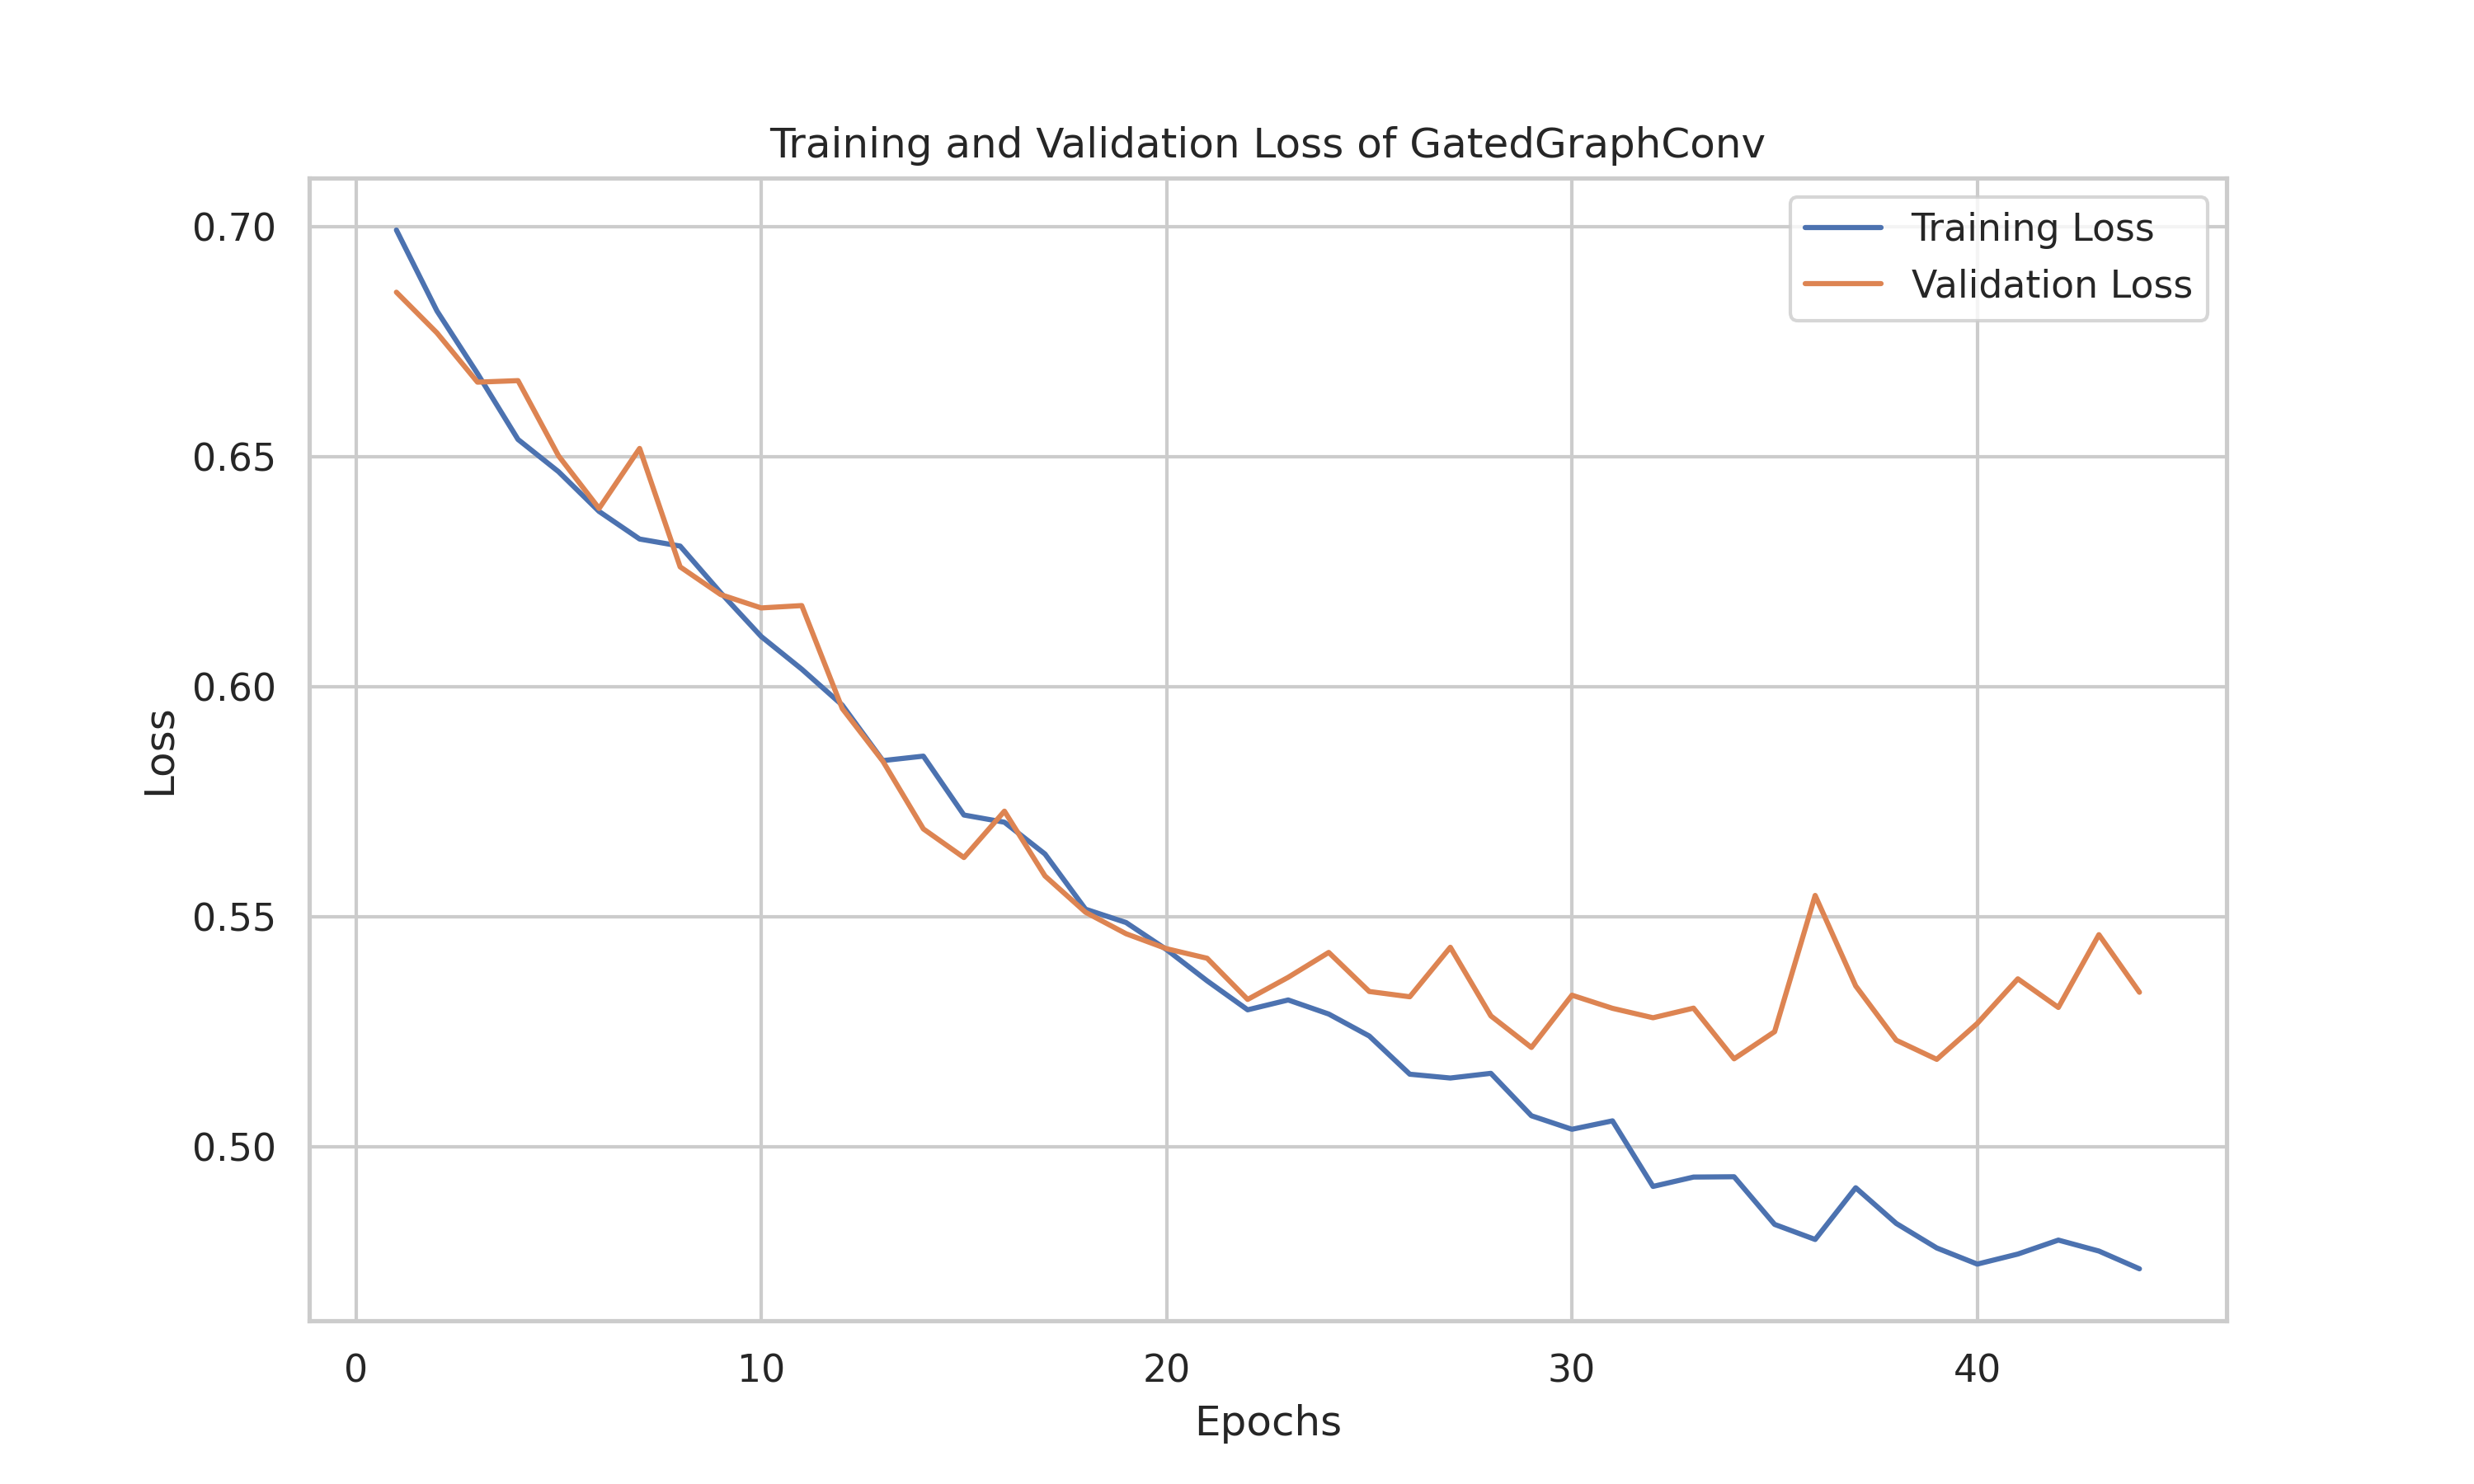 Training and Validation Loss of GatedGraphConv
Training Loss
Validation Loss
0.70
0.65
0.60
0.55
0.50
Loss
0
10
20
30
40
Epochs